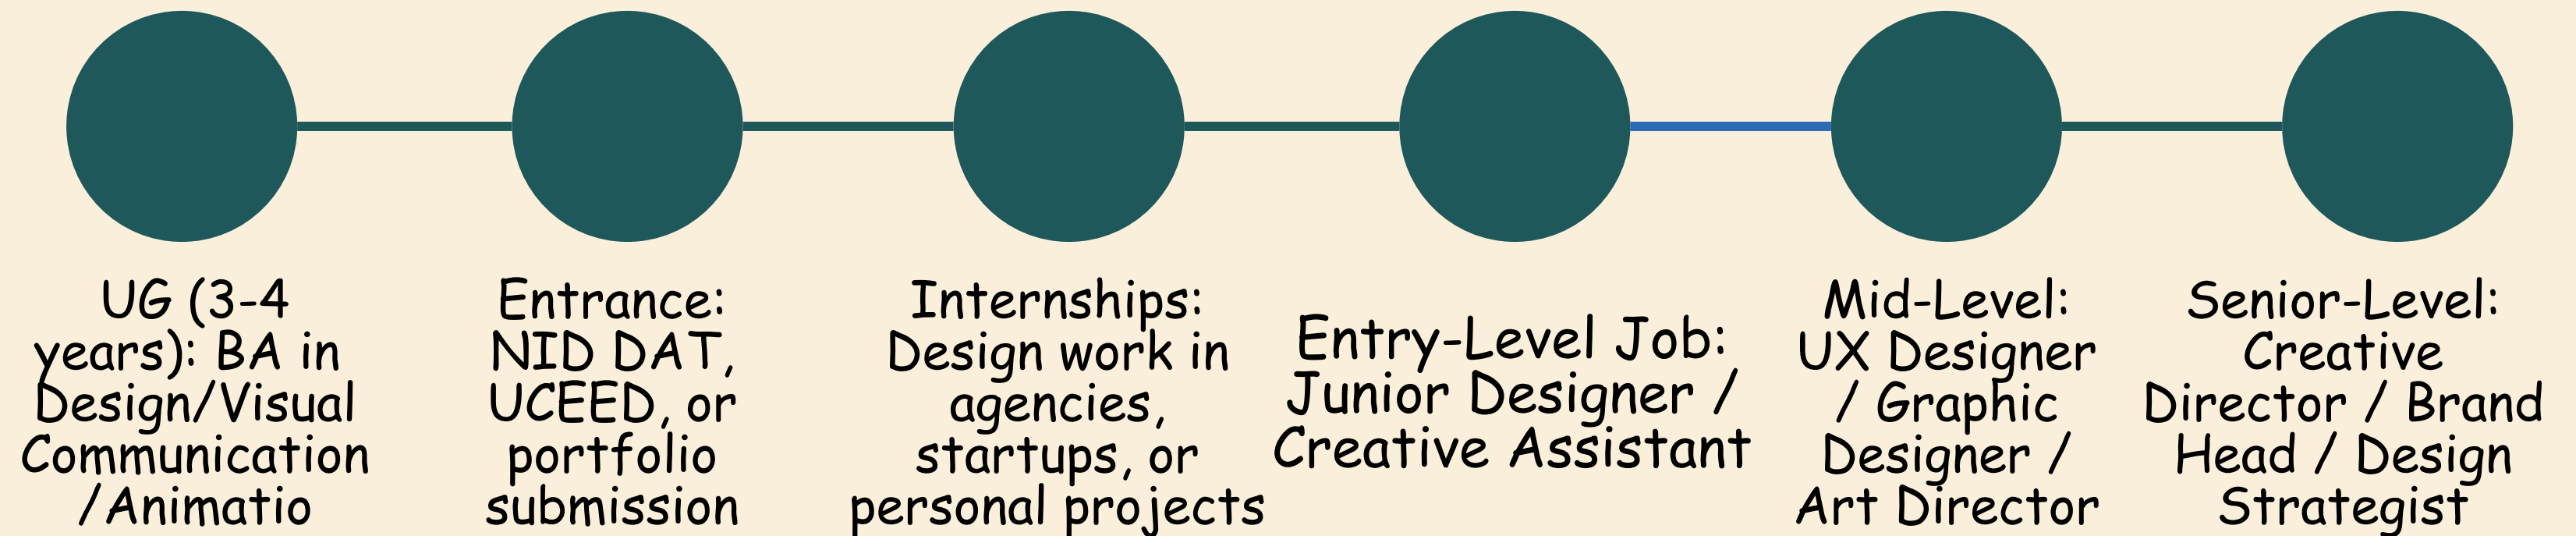 UG (3-4
years): BA in
Design/Visual
Communication
/Animatio
Entrance:
NID DAT,
UCEED, or
portfolio
submission
Internships:
Design work in
agencies,
startups, or
personal projects
Entry-Level Job:
Junior Designer /
Creative Assistant
Mid-Level:
UX Designer
/ Graphic
Designer /
Art Director
Senior-Level:
Creative
Director / Brand
Head / Design
Strategist